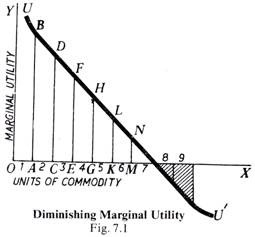 Y
U
B
D
F
H
L
N
MARGINAL UTILITY
8 9
X
O 1 A 2 C 3 E 4 G 5 K 6 M 7
UNITS OF COMMODITY
U'
Diminishing Marginal Utility
Fig. 7.1